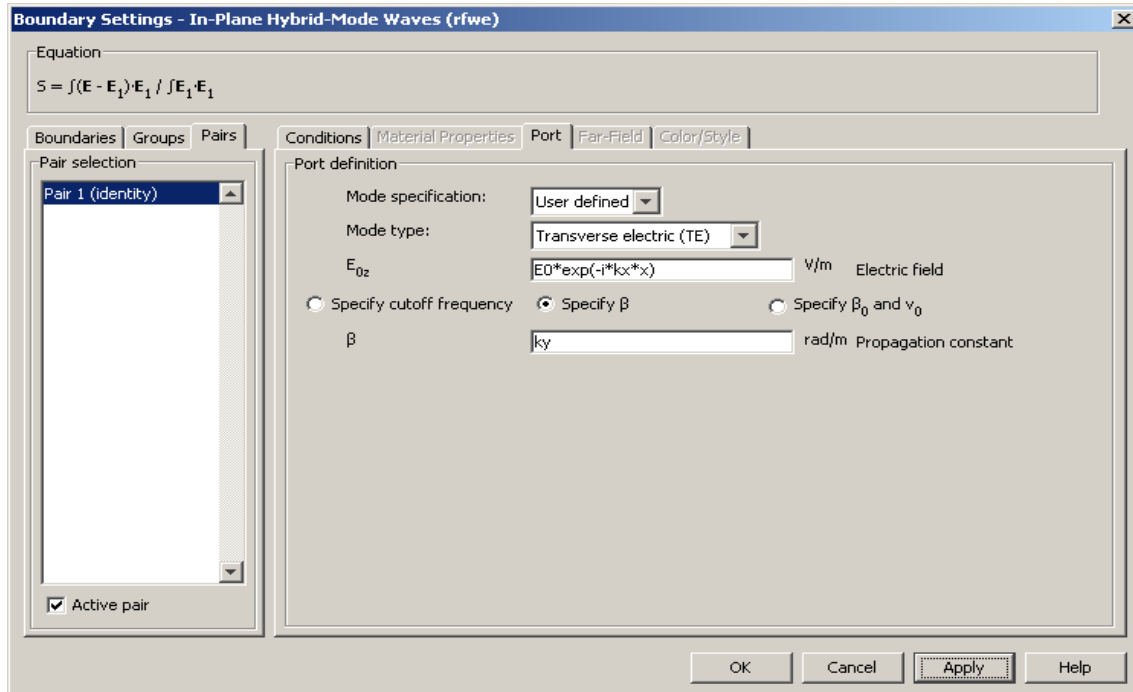 Boundary Settings - In-Plane Hybrid-Mode Waves (rfwe)
Equation
S = ∫(E - E₁)·E₁ / ∫E₁·E₁
Boundaries Groups Pairs
Pair selection
Pair 1 (identity)
Active pair
Conditions Material Properties Port Far-Field Color/Style
Port definition
Mode specification: User defined
Mode type: Transverse electric (TE)
E₀z E0*exp(-i*kx*x) V/m Electric field
Specify cutoff frequency Specify β Specify β₀ and ν₀
β ky rad/m Propagation constant
OK Cancel Apply Help